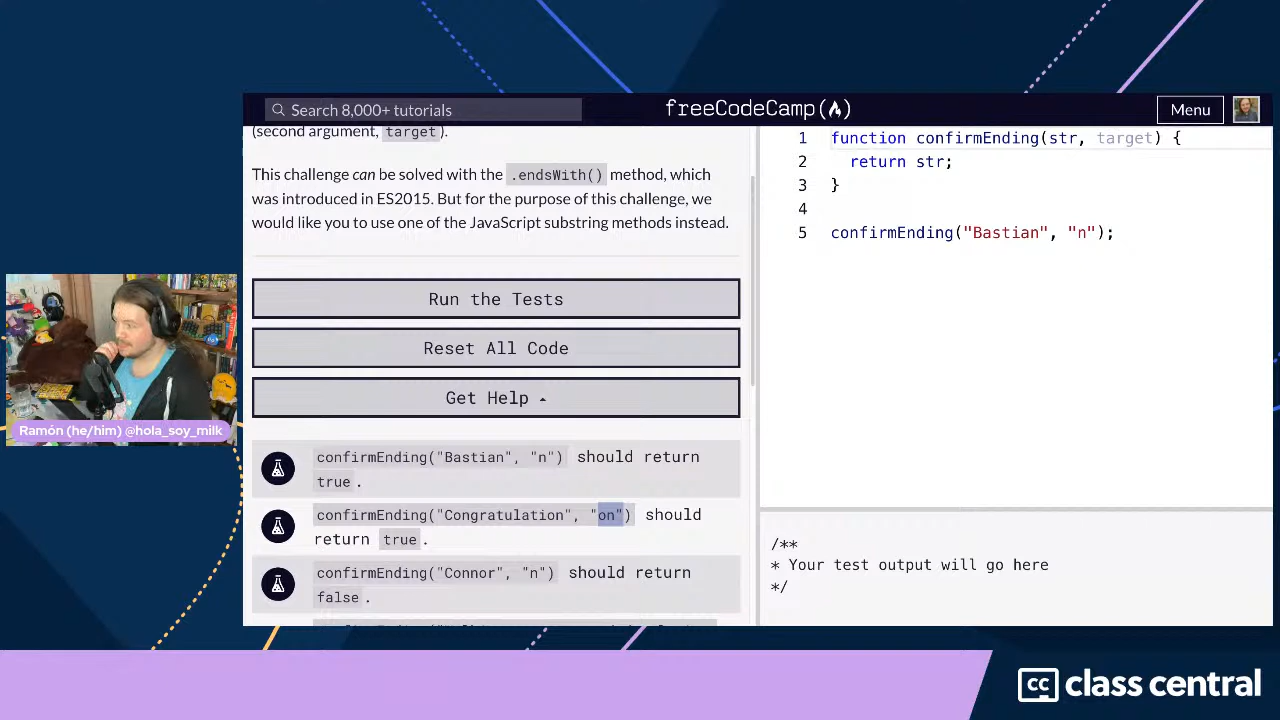 Search 8,000+ tutorials
freeCodeCamp
Menu
(second argument, target).
This challenge can be solved with the .endsWith() method, which
was introduced in ES2015. But for the purpose of this challenge, we
would like you to use one of the JavaScript substring methods instead.
Run the Tests
Reset All Code
Get Help
confirmEnding("Bastian", "n") should return
true.
confirmEnding("Congratulation", "on") should
return true.
confirmEnding("Connor", "n") should return
false.
1 function confirmEnding(str, target) {
2 return str;
3 }
4
5 confirmEnding("Bastian", "n");
/**
* Your test output will go here
*/
Ramón (he/him) @hola_soy_milk
cc class central